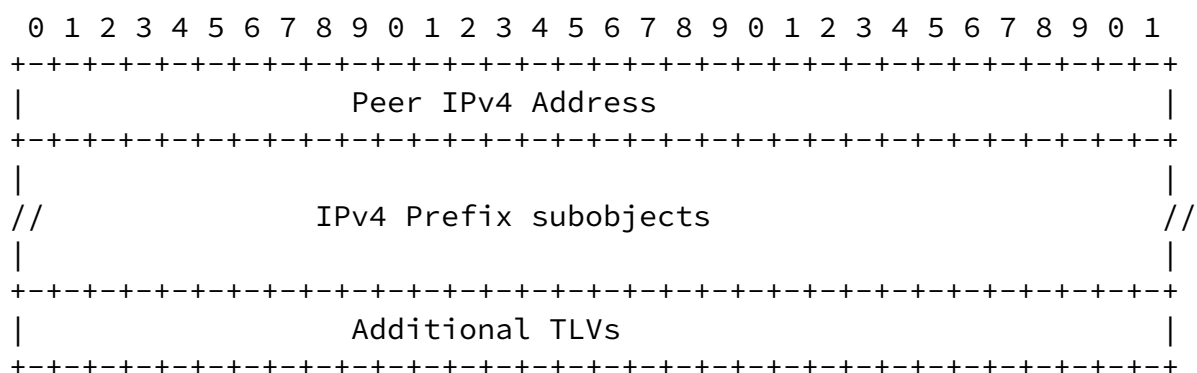 0 1 2 3 4 5 6 7 8 9 0 1 2 3 4 5 6 7 8 9 0 1 2 3 4 5 6 7 8 9 0 1
+-+-+-+-+-+-+-+-+-+-+-+-+-+-+-+-+-+-+-+-+-+-+-+-+-+-+-+-+-+-+-+-+
|                  Peer IPv4 Address                            |
+-+-+-+-+-+-+-+-+-+-+-+-+-+-+-+-+-+-+-+-+-+-+-+-+-+-+-+-+-+-+-+-+
|                                                               |
//               IPv4 Prefix subobjects                         //
|                                                               |
+-+-+-+-+-+-+-+-+-+-+-+-+-+-+-+-+-+-+-+-+-+-+-+-+-+-+-+-+-+-+-+-+
|                  Additional TLVs                              |
+-+-+-+-+-+-+-+-+-+-+-+-+-+-+-+-+-+-+-+-+-+-+-+-+-+-+-+-+-+-+-+-+